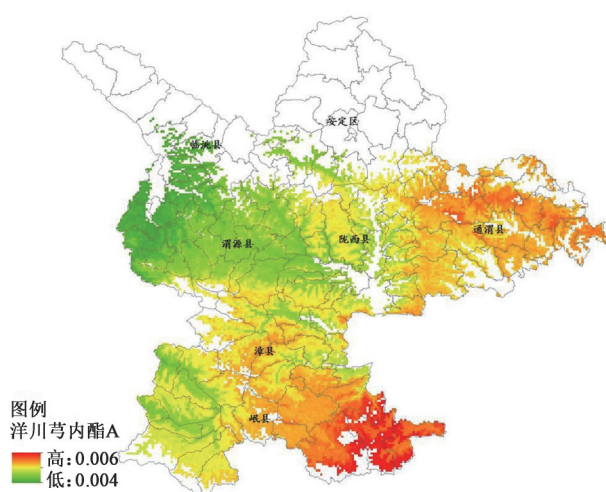 安定区
临洮县
通渭县
陇西县
渭源县
漳县
岷县
图例
洋川芎内酯A
高:0.006
低:0.004